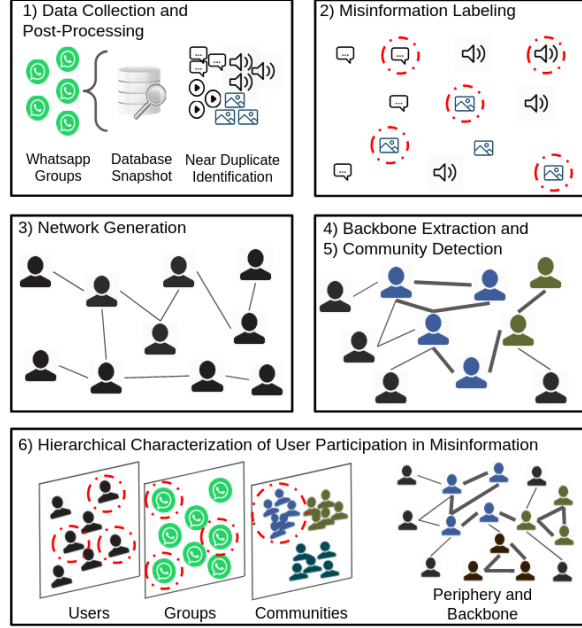 1) Data Collection and
Post-Processing
Whatsapp
Groups
Database
Snapshot
Near Duplicate
Identification
2) Misinformation Labeling
3) Network Generation
4) Backbone Extraction and
5) Community Detection
6) Hierarchical Characterization of User Participation in Misinformation
Users
Groups
Communities
Periphery and
Backbone